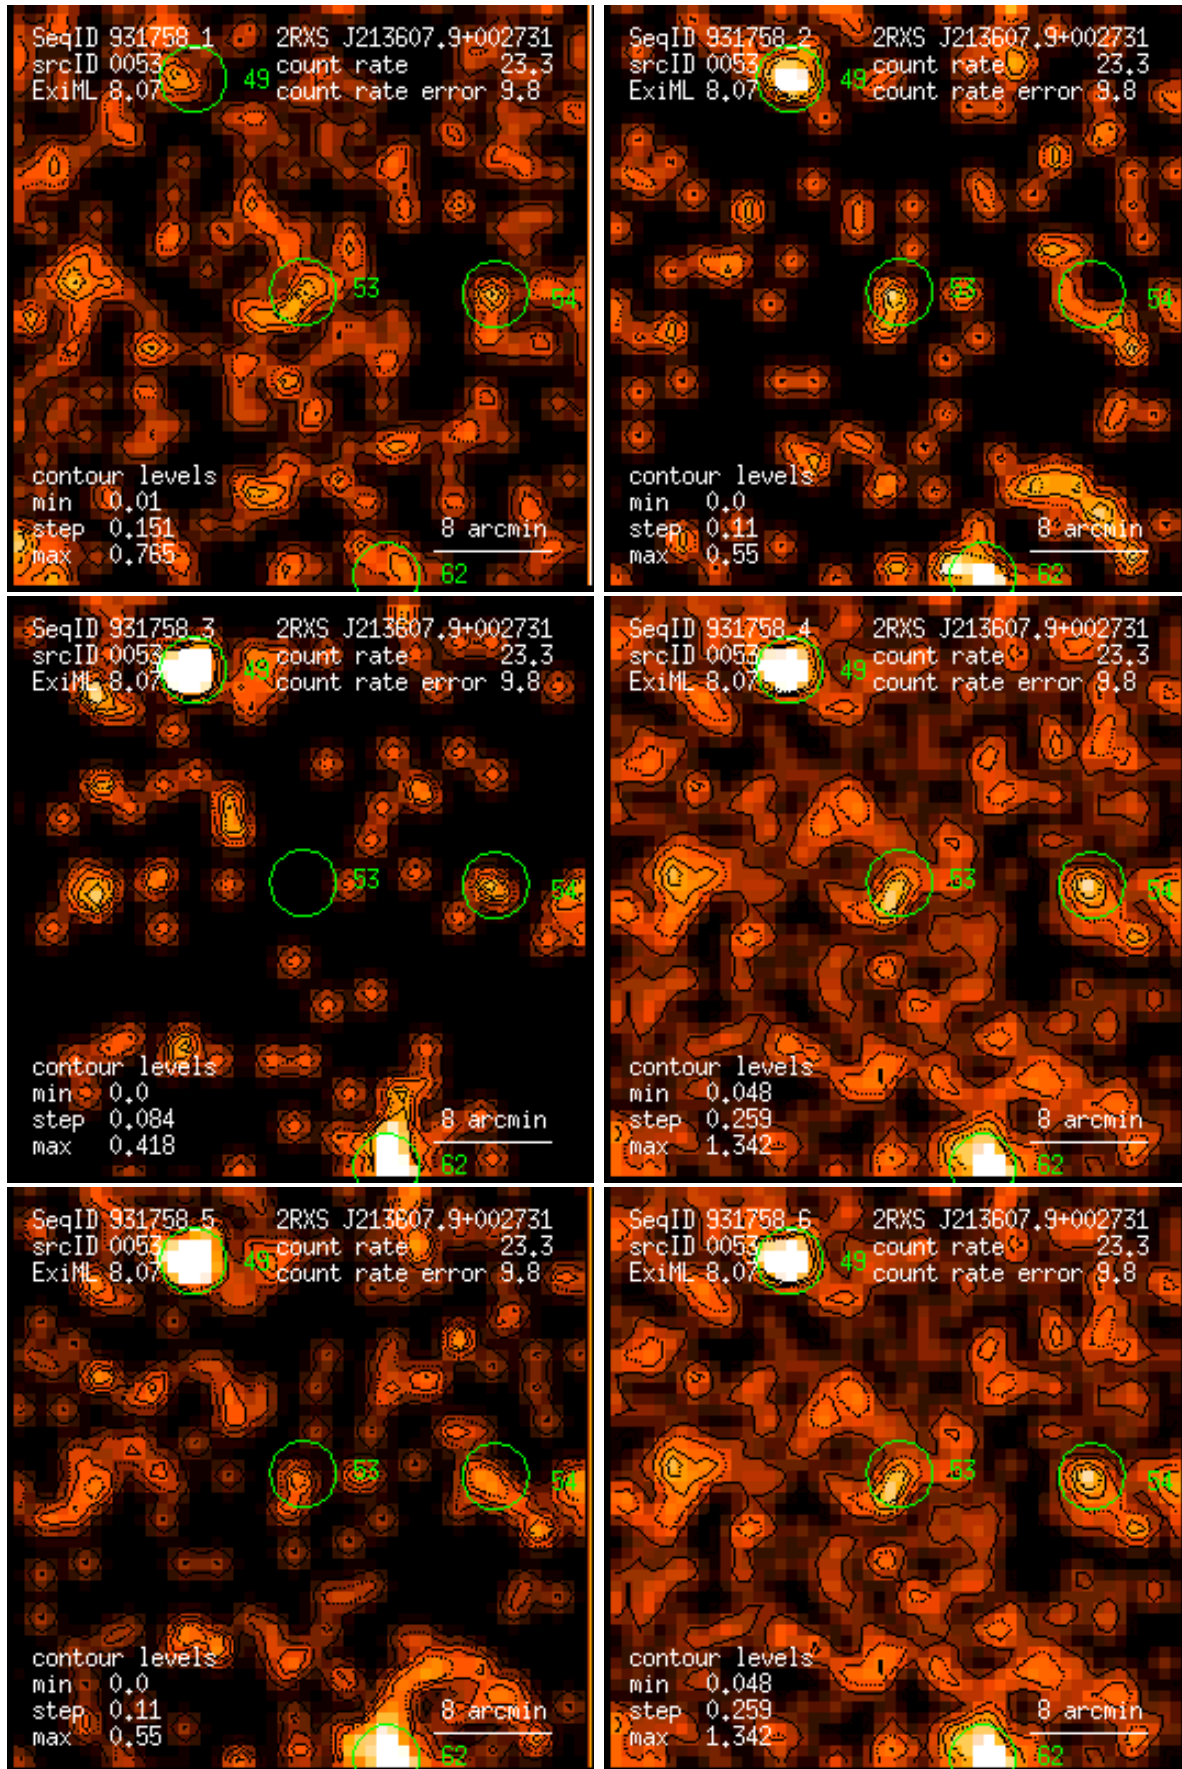 SeqID 931758_1 2RXS J213607.9+002731
srcID 0053 count rate 23.3
ExiML 8.07 49 count rate error 9.8
53
54
contour levels
min 0.01
step 0.151 8 arcmin
max 0.765 62
SeqID 931758_2 2RXS J213607.9+002731
srcID 0053 count rate 23.3
ExiML 8.07 49 count rate error 9.8
53
54
contour levels
min 0.0
step 0.11 8 arcmin
max 0.55 62
SeqID 931758_3 2RXS J213607.9+002731
srcID 0053 49 count rate 23.3
ExiML 8.07 count rate error 9.8
53
54
contour levels
min 0.0
step 0.084 8 arcmin
max 0.418 62
SeqID 931758_4 2RXS J213607.9+002731
srcID 0053 49 count rate 23.3
ExiML 8.07 count rate error 9.8
53
54
contour levels
min 0.048
step 0.259 8 arcmin
max 1.342 62
SeqID 931758_5 2RXS J213607.9+002731
srcID 0053 49 count rate 23.3
ExiML 8.07 count rate error 9.8
53
54
contour levels
min 0.0
step 0.11 8 arcmin
max 0.55 62
SeqID 931758_6 2RXS J213607.9+002731
srcID 0053 49 count rate 23.3
ExiML 8.07 count rate error 9.8
53
54
contour levels
min 0.048
step 0.259 8 arcmin
max 1.342 62